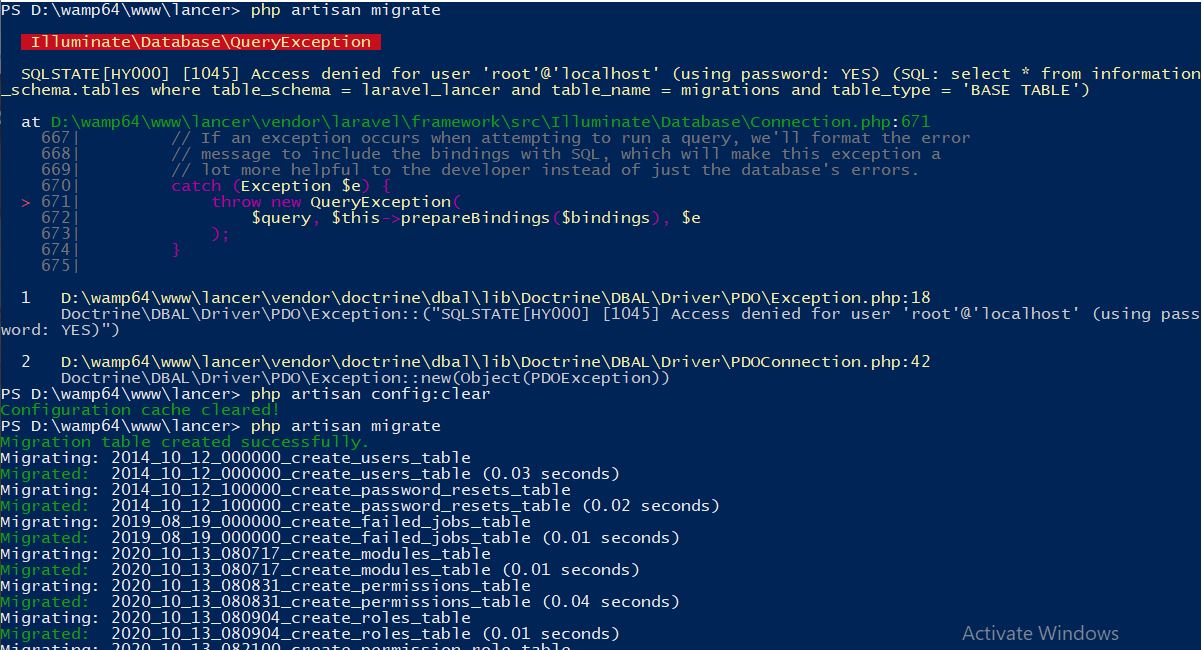 PS D:\wamp64\www\lancer> php artisan migrate
Illuminate\Database\QueryException
SQLSTATE[HY000] [1045] Access denied for user 'root'@'localhost' (using password: YES) (SQL: select * from information
_schema.tables where table_schema = laravel_lancer and table_name = migrations and table_type = 'BASE TABLE')
at D:\wamp64\www\lancer\vendor\laravel\framework\src\Illuminate\Database\Connection.php:671
667| // If an exception occurs when attempting to run a query, we'll format the error
668| // message to include the bindings with SQL, which will make this exception a
669| // lot more helpful to the developer instead of just the database's errors.
670| catch (Exception $e) {
> 671| throw new QueryException(
672| $query, $this->prepareBindings($bindings), $e
673| );
674| }
675|
1 D:\wamp64\www\lancer\vendor\doctrine\dbal\lib\Doctrine\DBAL\Driver\PDO\Exception.php:18
Doctrine\DBAL\Driver\PDO\Exception::("SQLSTATE[HY000] [1045] Access denied for user 'root'@'localhost' (using pass
word: YES)")
2 D:\wamp64\www\lancer\vendor\doctrine\dbal\lib\Doctrine\DBAL\Driver\PDOConnection.php:42
Doctrine\DBAL\Driver\PDO\Exception::new(Object(PDOException))
PS D:\wamp64\www\lancer> php artisan config:clear
Configuration cache cleared!
PS D:\wamp64\www\lancer> php artisan migrate
Migration table created successfully.
Migrating: 2014_10_12_000000_create_users_table
Migrated: 2014_10_12_000000_create_users_table (0.03 seconds)
Migrating: 2014_10_12_100000_create_password_resets_table
Migrated: 2014_10_12_100000_create_password_resets_table (0.02 seconds)
Migrating: 2019_08_19_000000_create_failed_jobs_table
Migrated: 2019_08_19_000000_create_failed_jobs_table (0.01 seconds)
Migrating: 2020_10_13_080717_create_modules_table
Migrated: 2020_10_13_080717_create_modules_table (0.01 seconds)
Migrating: 2020_10_13_080831_create_permissions_table
Migrated: 2020_10_13_080831_create_permissions_table (0.04 seconds)
Migrating: 2020_10_13_080904_create_roles_table
Migrated: 2020_10_13_080904_create_roles_table (0.01 seconds)
Migrating: 2020_10_13_082100_create_permission_role_table
Activate Windows